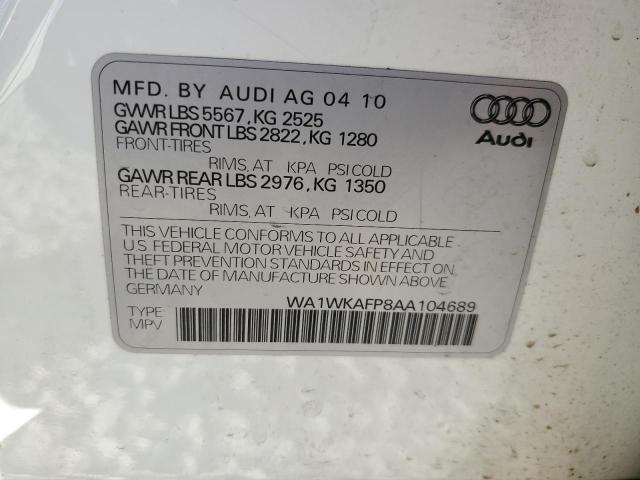 MFD. BY AUDI AG 04 10
GVWR LBS 5567, KG 2525
GAWR FRONT LBS 2822, KG 1280
FRONT-TIRES
RIMS, AT KPA PSI COLD
GAWR REAR LBS 2976, KG 1350
REAR-TIRES
RIMS, AT KPA PSI COLD
Audi
THIS VEHICLE CONFORMS TO ALL APPLICABLE
U.S. FEDERAL MOTOR VEHICLE SAFETY AND
THEFT PREVENTION STANDARDS IN EFFECT ON
THE DATE OF MANUFACTURE SHOWN ABOVE.
GERMANY
WA1WKAFP8AA104689
TYPE
MPV